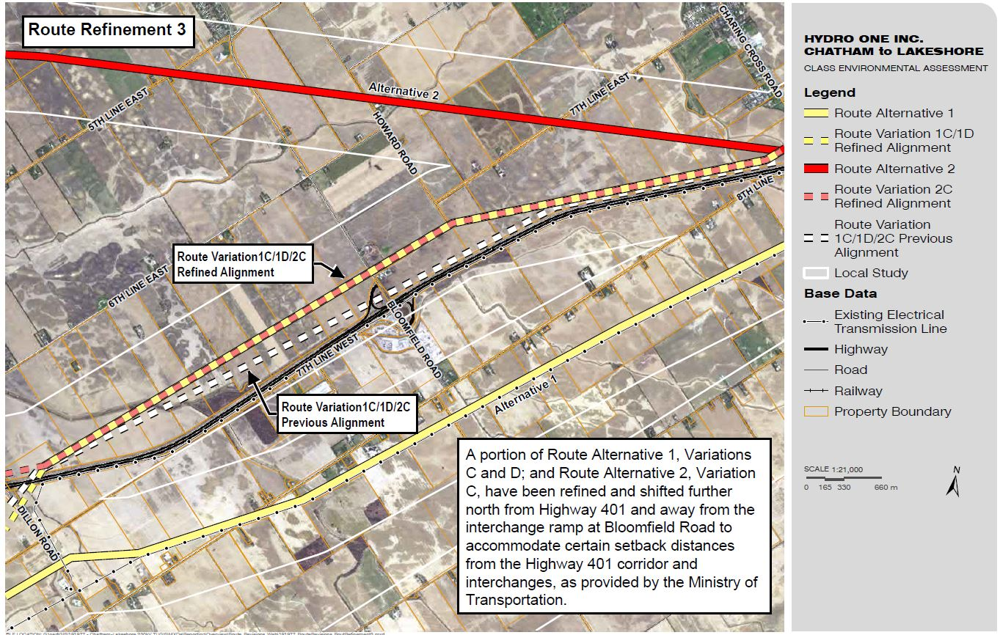 Route Refinement 3
CHARING CROSS ROAD
5TH LINE EAST
Alternative 2
7TH LINE EAST
HOWARD ROAD
8TH LINE
Route Variation1C/1D/2C
Refined Alignment
6TH LINE EAST
BLOOMFIELD ROAD
7TH LINE WEST
Route Variation1C/1D/2C
Previous Alignment
Alternative 1
DILLON ROAD
A portion of Route Alternative 1, Variations
C and D; and Route Alternative 2, Variation
C, have been refined and shifted further
north from Highway 401 and away from the
interchange ramp at Bloomfield Road to
accommodate certain setback distances
from the Highway 401 corridor and
interchanges, as provided by the Ministry of
Transportation.
HYDRO ONE INC.
CHATHAM to LAKESHORE
CLASS ENVIRONMENTAL ASSESSMENT
Legend
Route Alternative 1
Route Variation 1C/1D
Refined Alignment
Route Alternative 2
Route Variation 2C
Refined Alignment
Route Variation
1C/1D/2C Previous
Alignment
Local Study
Base Data
Existing Electrical
Transmission Line
Highway
Road
Railway
Property Boundary
SCALE 1:21,000
0 165 330 660 m
N